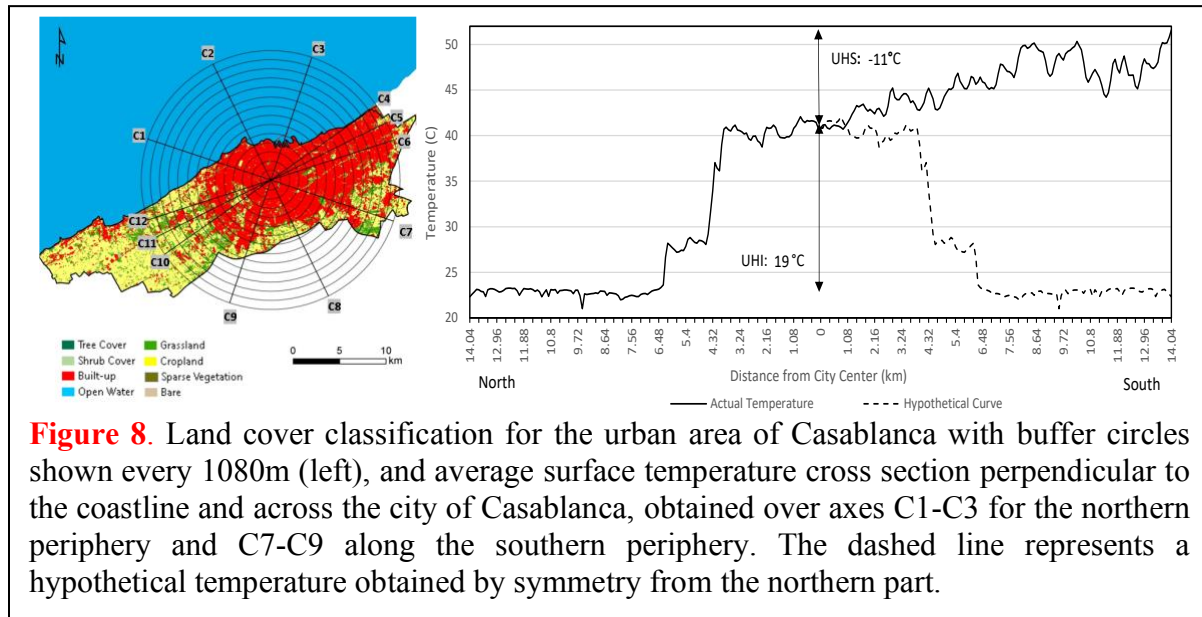 N
C1
C2
C3
C4
C5
C6
C7
C8
C9
C10
C11
C12
Tree Cover
Shrub Cover
Built-up
Open Water
Grassland
Cropland
Sparse Vegetation
Bare
0 5 10
km
Temperature (C)
50
45
40
35
30
25
20
UHS: -11°C
UHI: 19°C
14.04 12.96 11.88 10.8 9.72 8.64 7.56 6.48 5.4 4.32 3.24 2.16 1.08 0 1.08 2.16 3.24 4.32 5.4 6.48 7.56 8.64 9.72 10.8 11.88 12.96 14.04
North
Distance from City Center (km)
South
Actual Temperature
Hypothetical Curve
Figure 8. Land cover classification for the urban area of Casablanca with buffer circles
shown every 1080m (left), and average surface temperature cross section perpendicular to
the coastline and across the city of Casablanca, obtained over axes C1-C3 for the northern
periphery and C7-C9 along the southern periphery. The dashed line represents a
hypothetical temperature obtained by symmetry from the northern part.